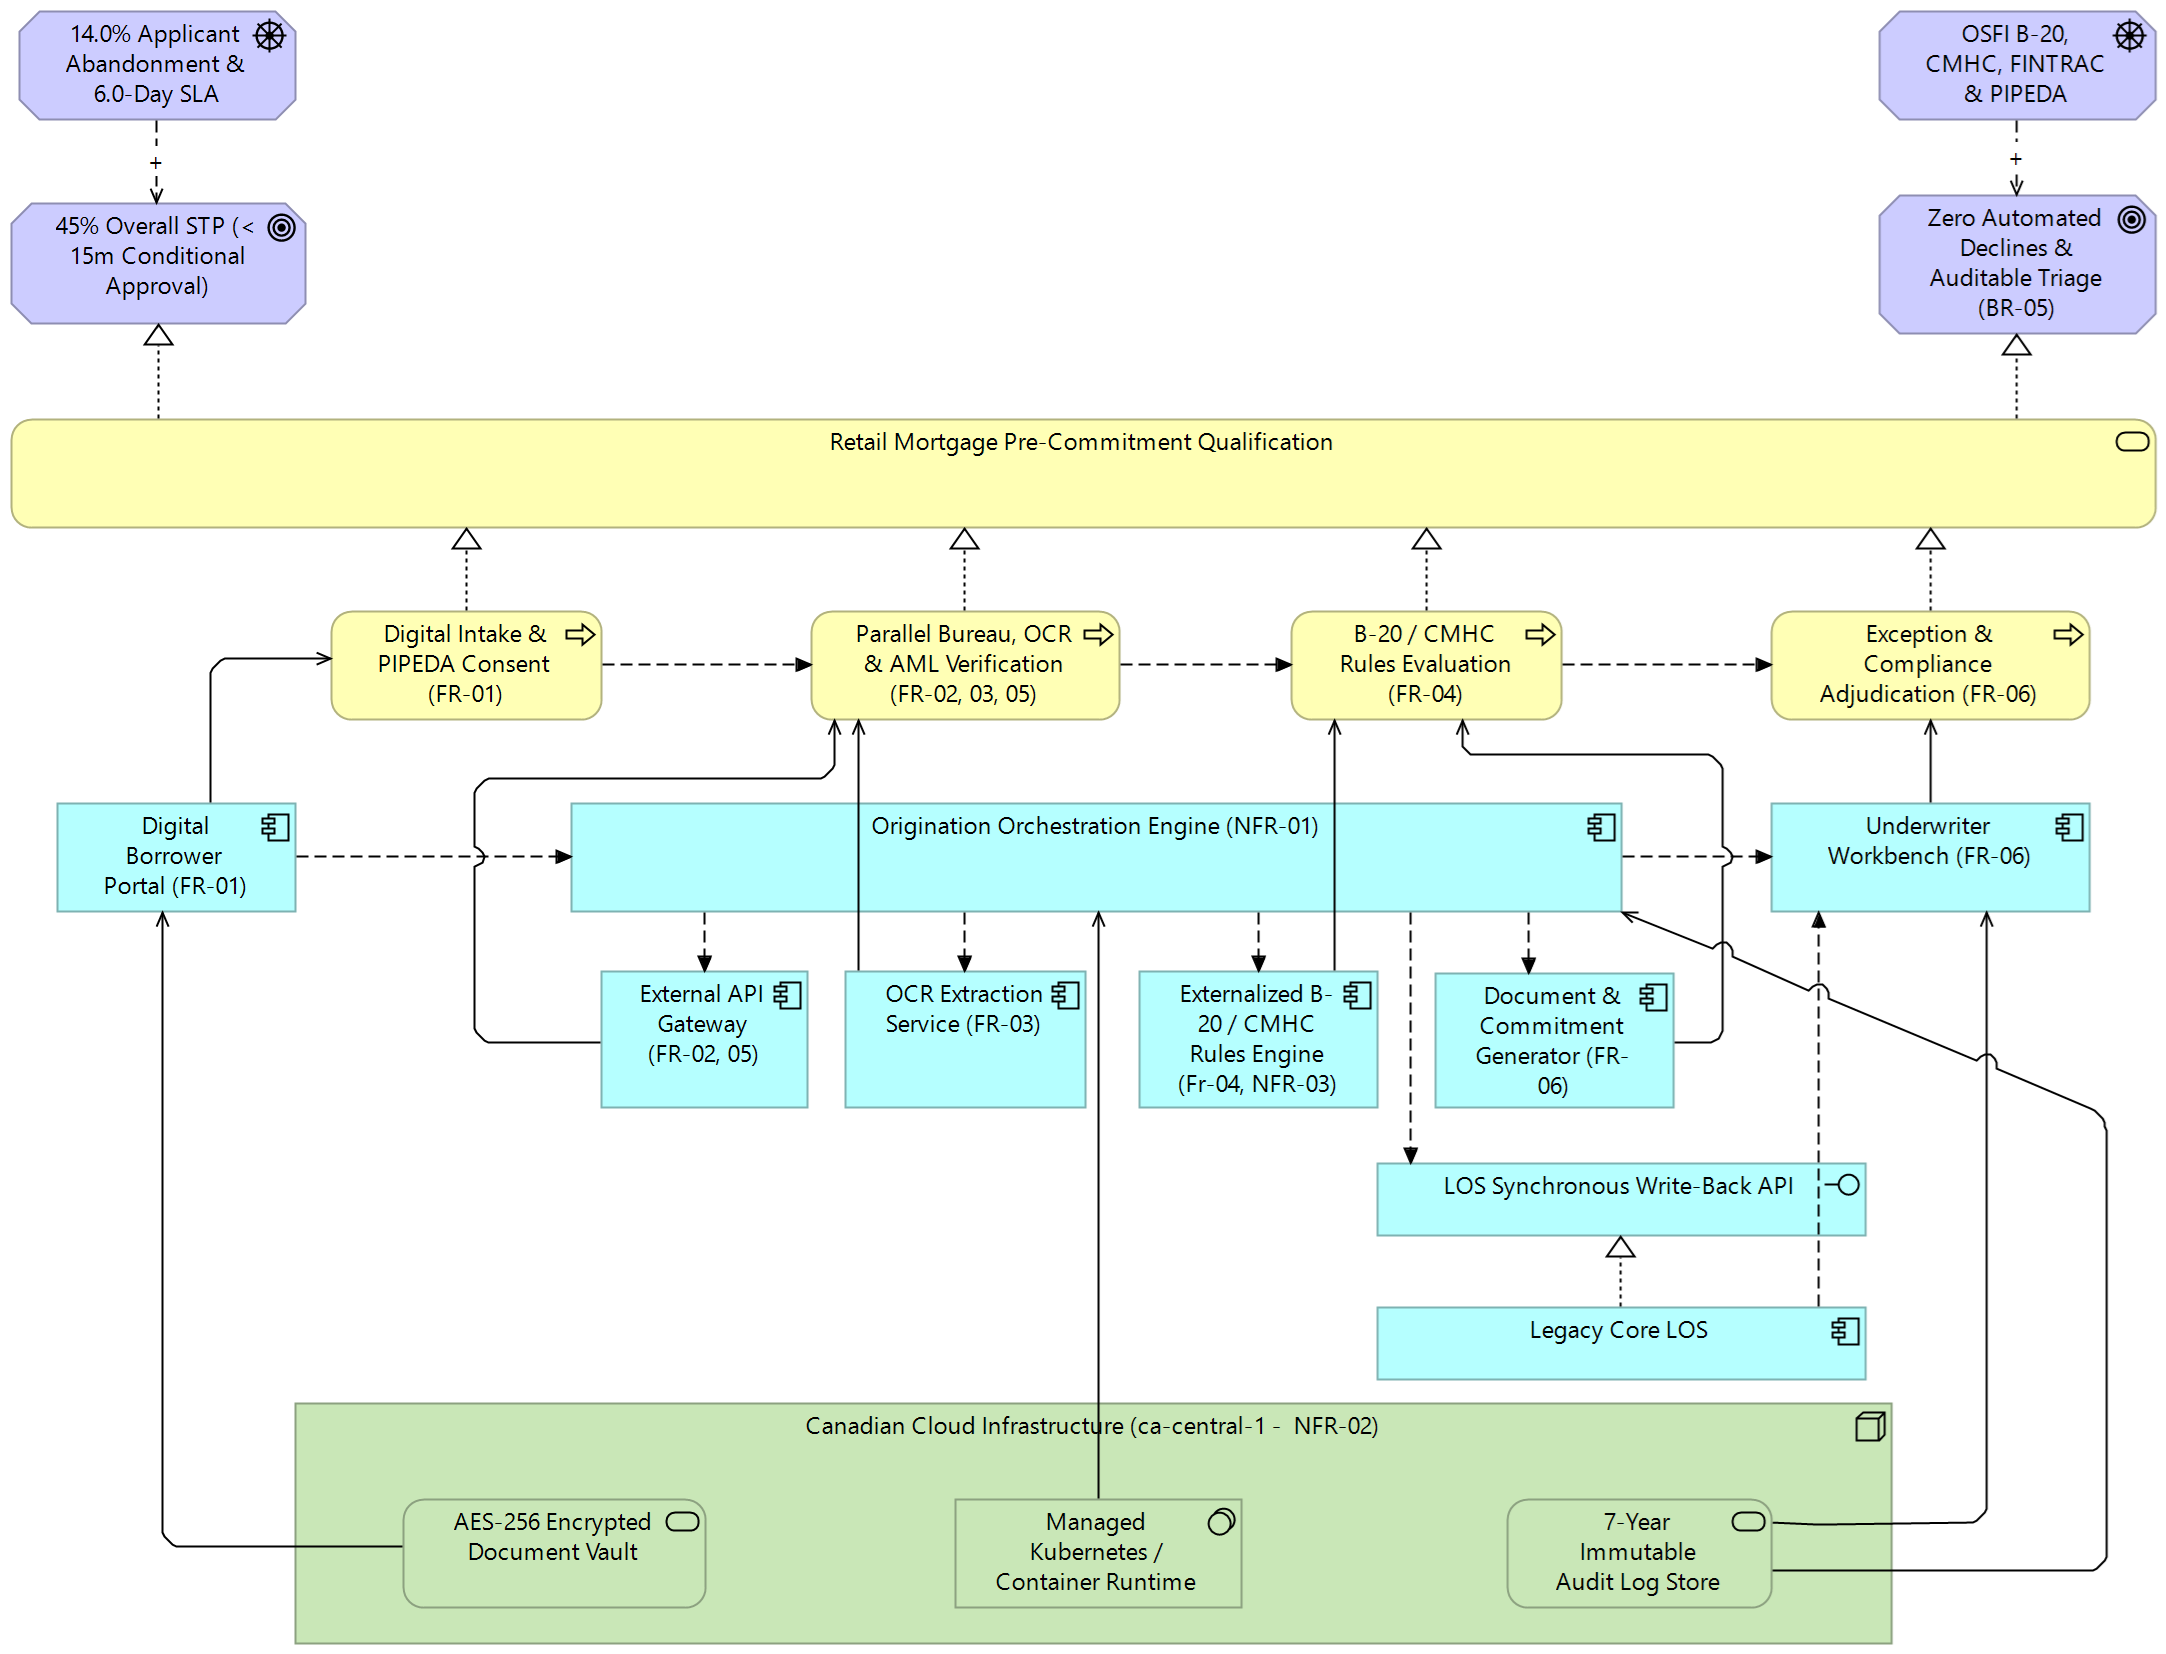 14.0% Applicant
Abandonment &
6.0-Day SLA
OSFI B-20,
CMHC, FINTRAC
& PIPEDA
+
+
45% Overall STP (<
15m Conditional
Approval)
Zero Automated
Declines &
Auditable Triage
(BR-05)
Retail Mortgage Pre-Commitment Qualification
Digital Intake &
PIPEDA Consent
(FR-01)
Parallel Bureau, OCR
& AML Verification
(FR-02, 03, 05)
B-20 / CMHC
Rules Evaluation
(FR-04)
Exception &
Compliance
Adjudication (FR-06)
Digital
Borrower
Portal (FR-01)
Origination Orchestration Engine (NFR-01)
Underwriter
Workbench (FR-06)
External API
Gateway
(FR-02, 05)
OCR Extraction
Service (FR-03)
Externalized B-
20 / CMHC
Rules Engine
(Fr-04, NFR-03)
Document &
Commitment
Generator (FR-
06)
LOS Synchronous Write-Back API
Legacy Core LOS
Canadian Cloud Infrastructure (ca-central-1 -  NFR-02)
AES-256 Encrypted
Document Vault
Managed
Kubernetes /
Container Runtime
7-Year
Immutable
Audit Log Store